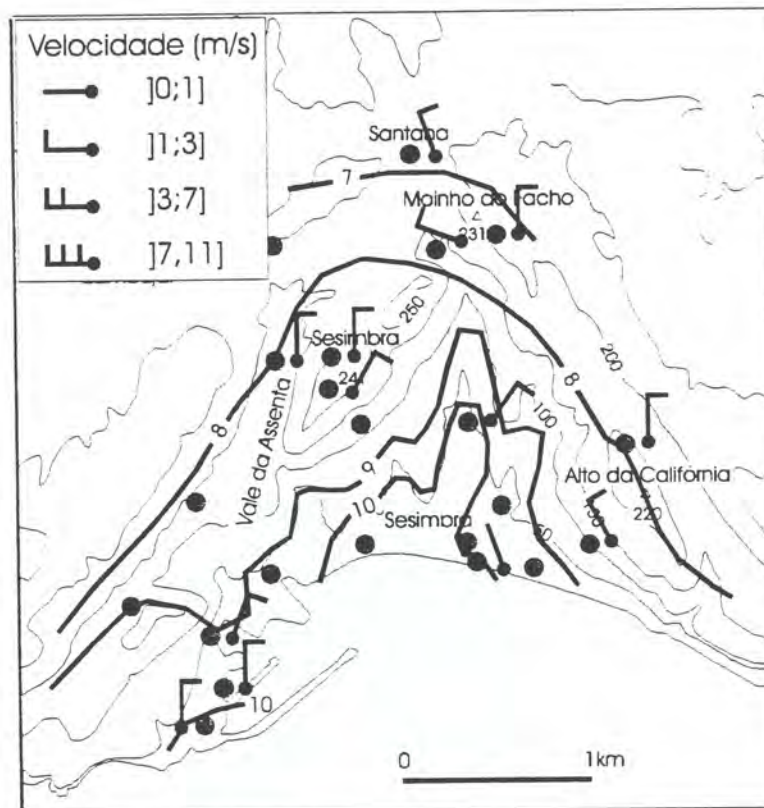 Velocidade (m/s)
]0;1]
]1;3]
]3;7]
]7,11]
Santana
7
Moinho do Facho
231
250
Sesimbra
24
200
8
8
100
Vale da Assenta
9
10
Sesimbra
Alto da Califórnia
220
10
0
1km